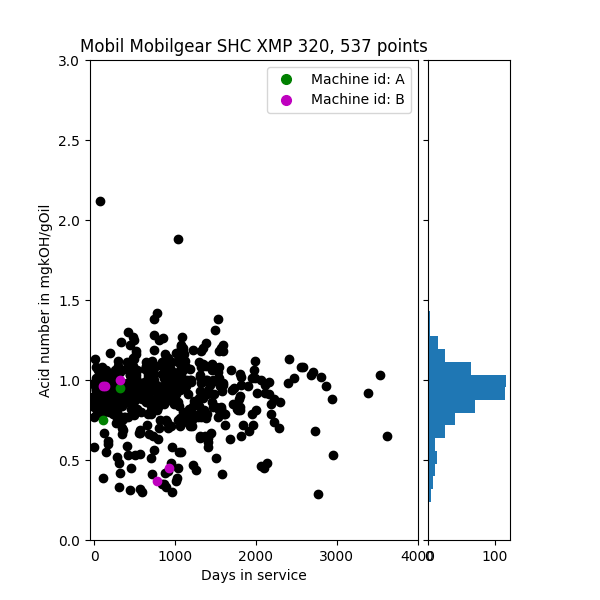 Mobil Mobilgear SHC XMP 320, 537 points
Machine id: A
Machine id: B
Acid number in mgkOH/gOil
3.0
2.5
2.0
1.5
1.0
0.5
0.0
0 1000 2000 3000 4000
0 100
Days in service